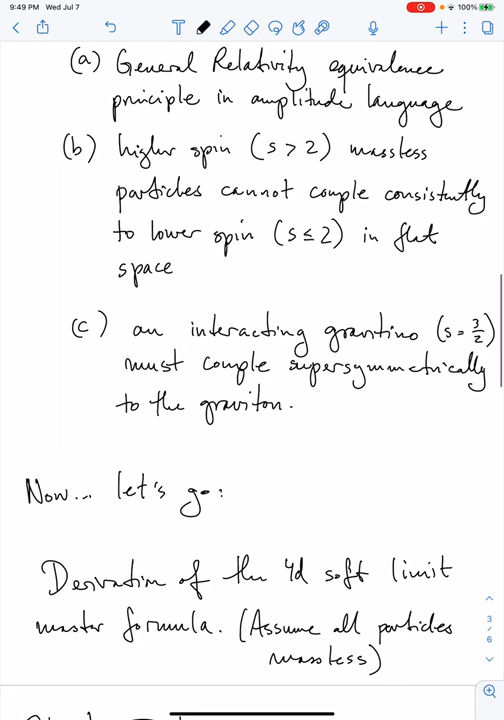 9:49 PM Wed Jul 7
100%
(a) General Relativity equivalence
principle in amplitude language
(b) higher spin (s > 2) massless
particles cannot couple consistently
to lower spin (s ≤ 2) in flat
space
(c) an interacting gravitino (s = 3/2)
must couple supersymmetrically
to the graviton.
Now... let's go:
Derivation of the 4d soft limit
master formula. (Assume all particles
massless)
3
/
6